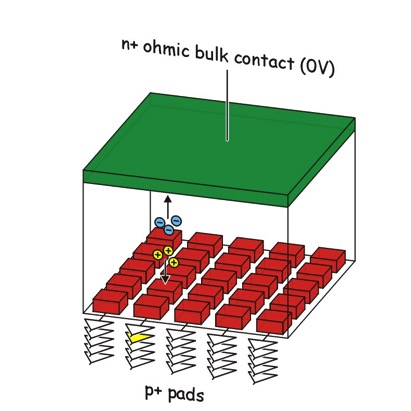 n+ ohmic bulk contact (0V)
p+ pads